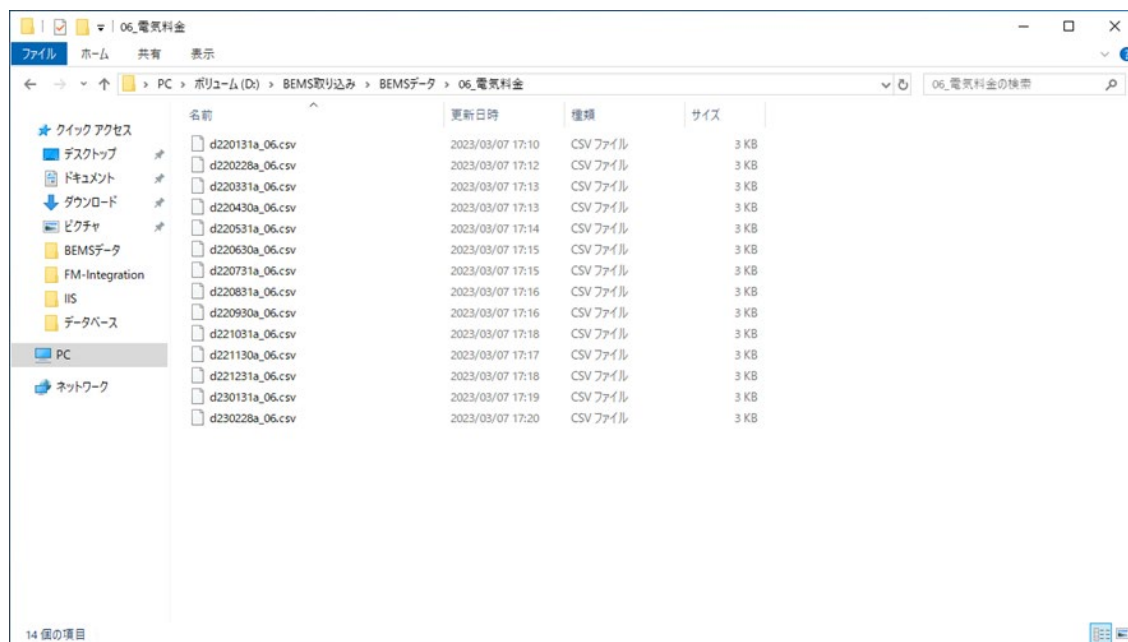 06_電気料金
ファイル ホーム 共有 表示
PC › ボリューム (D:) › BEMS取り込み › BEMSデータ › 06_電気料金 06_電気料金の検索
名前 更新日時 種類 サイズ
クイック アクセス
デスクトップ
ドキュメント
ダウンロード
ピクチャ
BEMSデータ
FM-Integration
IIS
データベース
PC
ネットワーク
d220131a_06.csv 2023/03/07 17:10 CSV ファイル 3 KB
d220228a_06.csv 2023/03/07 17:12 CSV ファイル 3 KB
d220331a_06.csv 2023/03/07 17:13 CSV ファイル 3 KB
d220430a_06.csv 2023/03/07 17:13 CSV ファイル 3 KB
d220531a_06.csv 2023/03/07 17:14 CSV ファイル 3 KB
d220630a_06.csv 2023/03/07 17:15 CSV ファイル 3 KB
d220731a_06.csv 2023/03/07 17:15 CSV ファイル 3 KB
d220831a_06.csv 2023/03/07 17:16 CSV ファイル 3 KB
d220930a_06.csv 2023/03/07 17:16 CSV ファイル 3 KB
d221031a_06.csv 2023/03/07 17:18 CSV ファイル 3 KB
d221130a_06.csv 2023/03/07 17:17 CSV ファイル 3 KB
d221231a_06.csv 2023/03/07 17:18 CSV ファイル 3 KB
d230131a_06.csv 2023/03/07 17:19 CSV ファイル 3 KB
d230228a_06.csv 2023/03/07 17:20 CSV ファイル 3 KB
14 個の項目